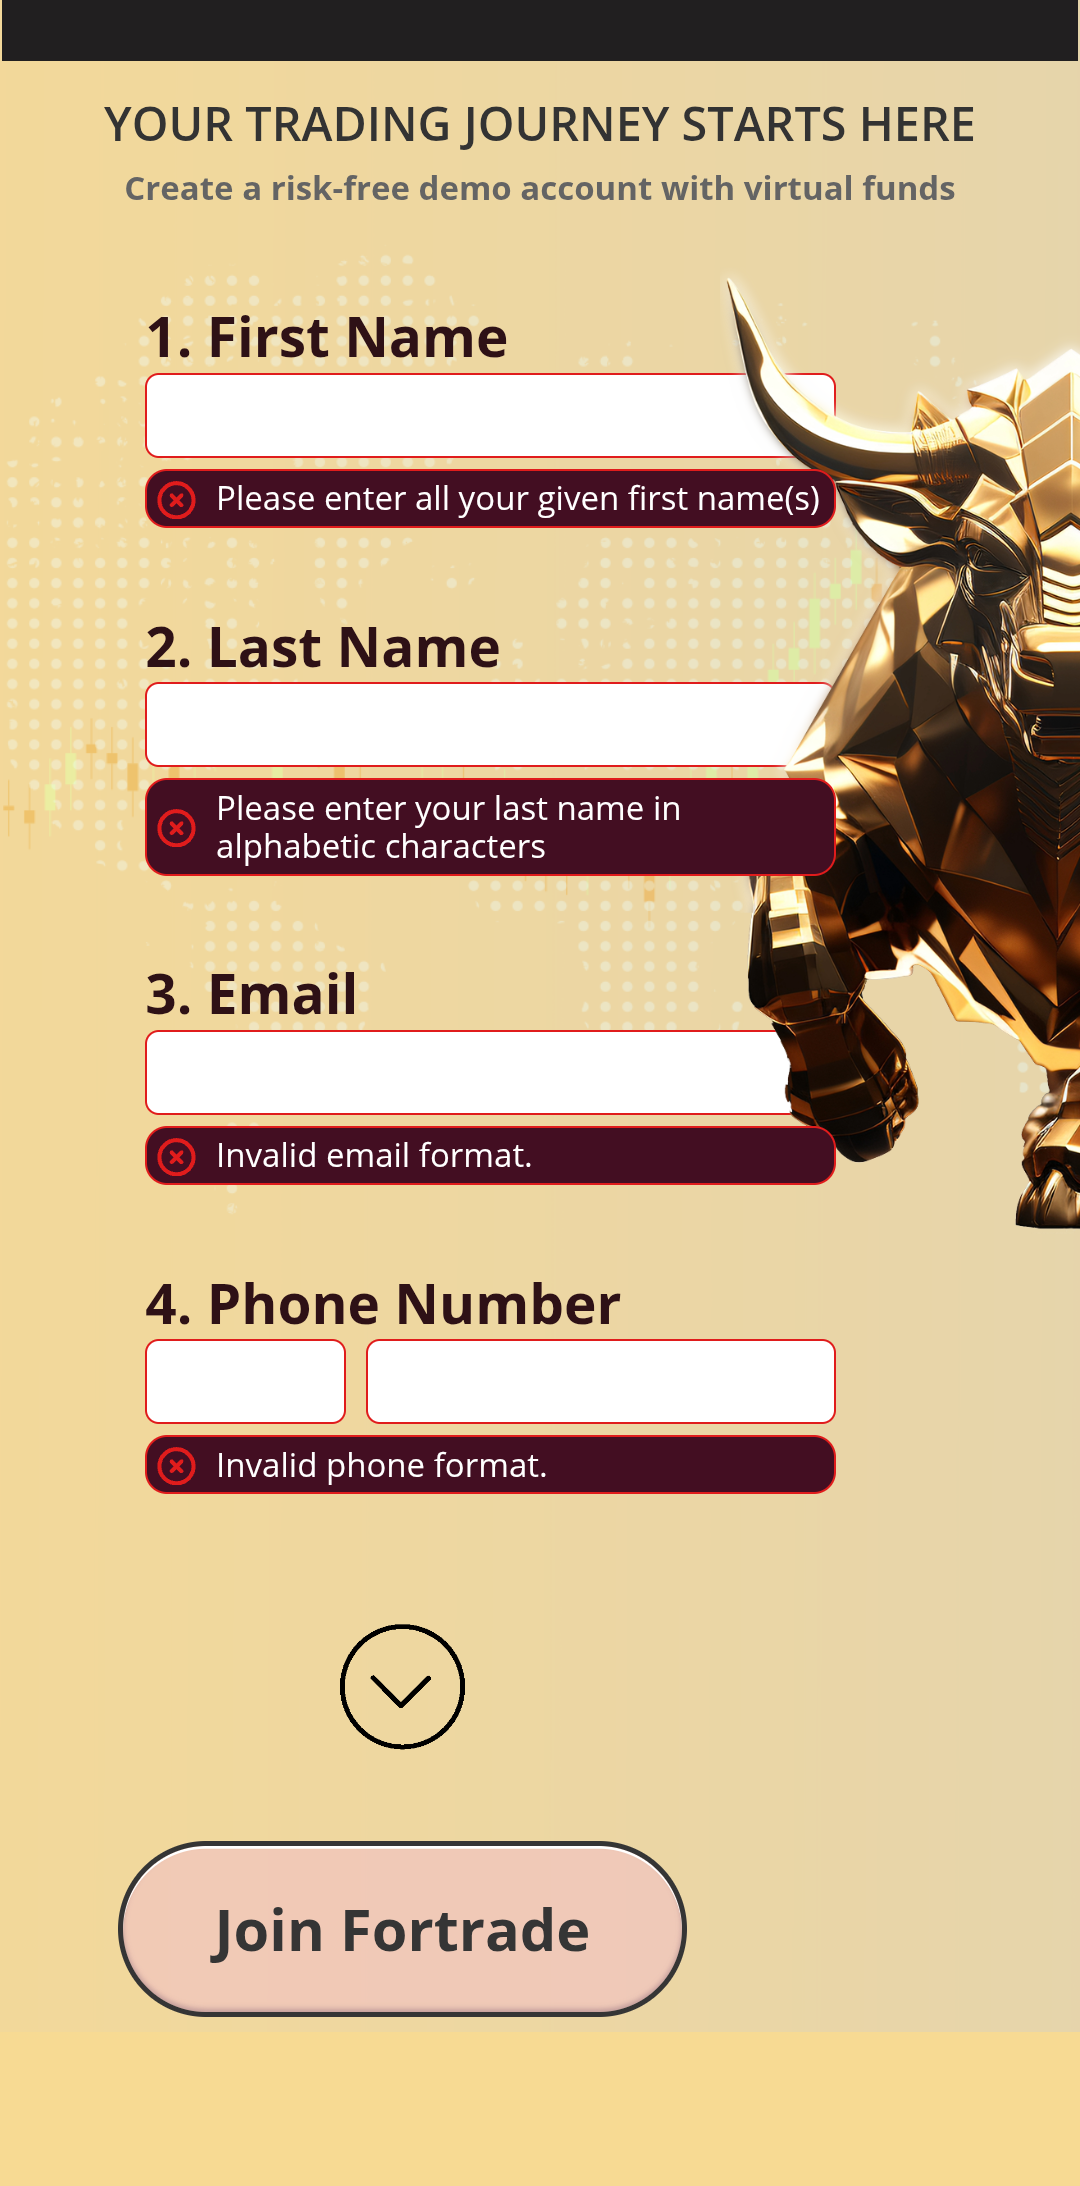 YOUR TRADING JOURNEY STARTS HERE
Create a risk-free demo account with virtual funds
1. First Name
Please enter all your given first name(s)
2. Last Name
Please enter your last name in
alphabetic characters
3. Email
Invalid email format.
4. Phone Number
Invalid phone format.
Join Fortrade